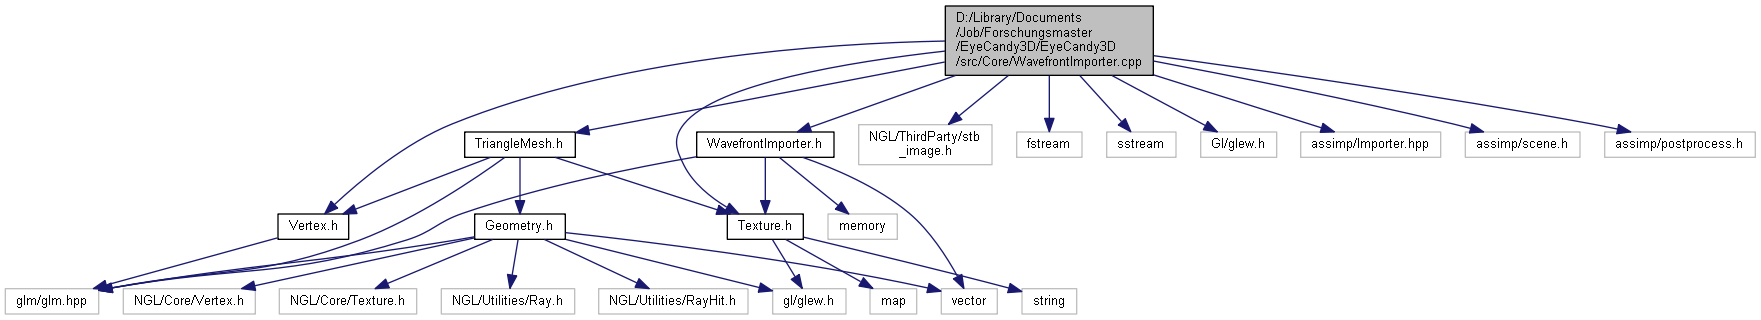 D:/Library/Documents
/Job/Forschungsmaster
/EyeCandy3D/EyeCandy3D
/src/Core/WavefrontImporter.cpp
TriangleMesh.h
WavefrontImporter.h
NGL/ThirdParty/stb
_image.h
fstream
sstream
Gl/glew.h
assimp/Importer.hpp
assimp/scene.h
assimp/postprocess.h
Vertex.h
Geometry.h
Texture.h
memory
glm/glm.hpp
NGL/Core/Vertex.h
NGL/Core/Texture.h
NGL/Utilities/Ray.h
NGL/Utilities/RayHit.h
gl/glew.h
map
vector
string